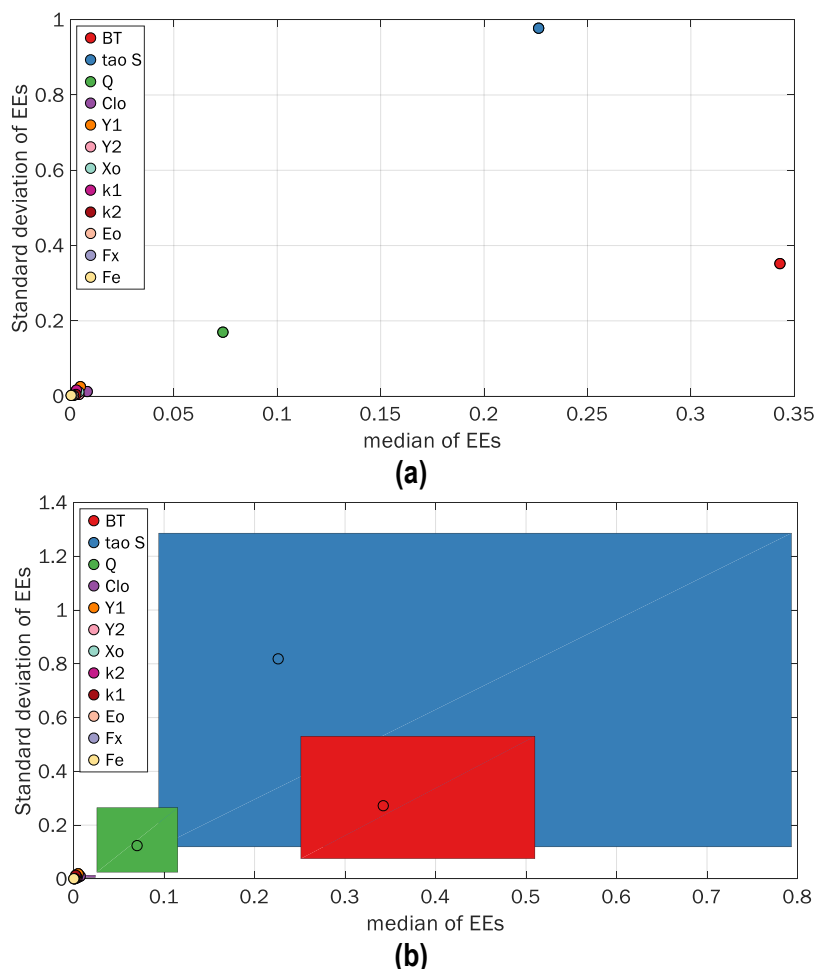 1
0.8
0.6
0.4
0.2
0
Standard deviation of EEs
BT
tao S
Q
Clo
Y1
Y2
Xo
k1
k2
Eo
Fx
Fe
0 0.05 0.1 0.15 0.2 0.25 0.3 0.35
median of EEs
(a)
1.4
1.2
1
0.8
0.6
0.4
0.2
0
Standard deviation of EEs
BT
tao S
Q
Clo
Y1
Y2
Xo
k2
k1
Eo
Fx
Fe
0 0.1 0.2 0.3 0.4 0.5 0.6 0.7 0.8
median of EEs
(b)